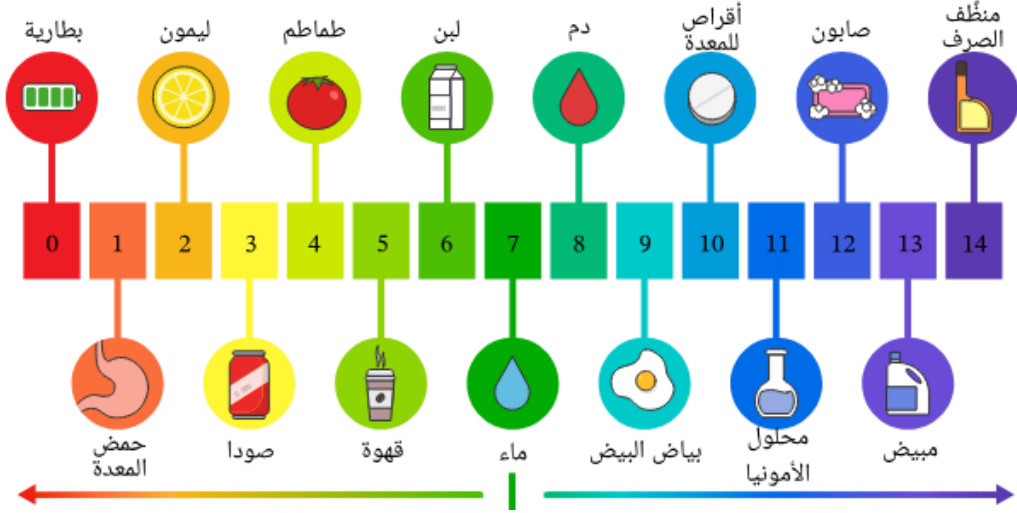 بطارية
ليمون
طماطم
لبن
دم
أقراص
للمعدة
صابون
منظّف
الصرف
0 1 2 3 4 5 6 7 8 9 10 11 12 13 14
حمض
المعدة
صودا
قهوة
ماء
بياض البيض
محلول
الأمونيا
مبيض